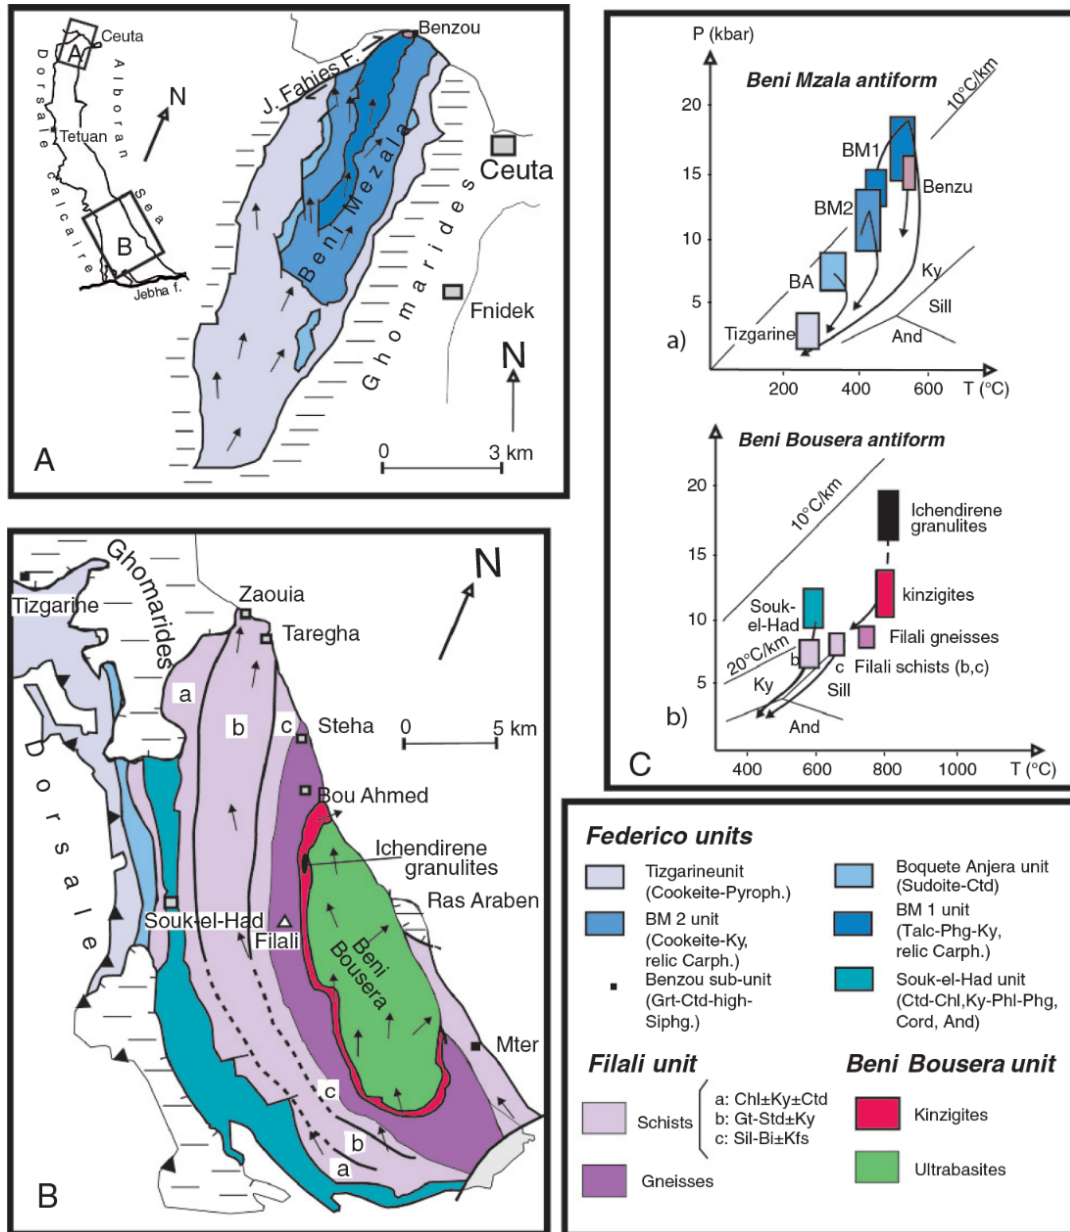 Ceuta
A
Dorsale calcaire
Alboran Sea
N
Tetuan
B
Jebha f.
Benzou
J. Fahies F.
Beni Mezala
Ceuta
Ghomarides
Fnidek
N
A
0 3 km
P (kbar)
Beni Mzala antiform
20
15
10
5
10°C/km
BM1
Benzu
BM2
BA
Ky
Sill
And
Tizgarine
a)
200 400 600 T (°C)
Beni Bousera antiform
20
15
10
5
10°C/km
Ichendirene
granulites
kinzigites
Souk-
el-Had
Filali gneisses
20°C/km
b
c
Filali schists (b,c)
Ky
Sill
And
b)
C
400 600 800 1000 T (°C)
Ghomarides
Tizgarine
Zaouia
Taregha
N
a
b
c
Steha
0 5 km
Dorsale
Bou Ahmed
Ichendirene
granulites
Ras Araben
Souk-el-Had
Filali
Beni
Bousera
Mter
c
b
a
B
Federico units
Tizgarineunit
(Cookeite-Pyroph.)
BM 2 unit
(Cookeite-Ky,
relic Carph.)
Benzou sub-unit
(Grt-Ctd-high-
Siphg.)
Boquete Anjera unit
(Sudoite-Ctd)
BM 1 unit
(Talc-Phg-Ky,
relic Carph.)
Souk-el-Had unit
(Ctd-Chl,Ky-Phl-Phg,
Cord, And)
Filali unit
Schists
a: Chl±Ky±Ctd
b: Gt-Std±Ky
c: Sil-Bi±Kfs
Gneisses
Beni Bousera unit
Kinzigites
Ultrabasites